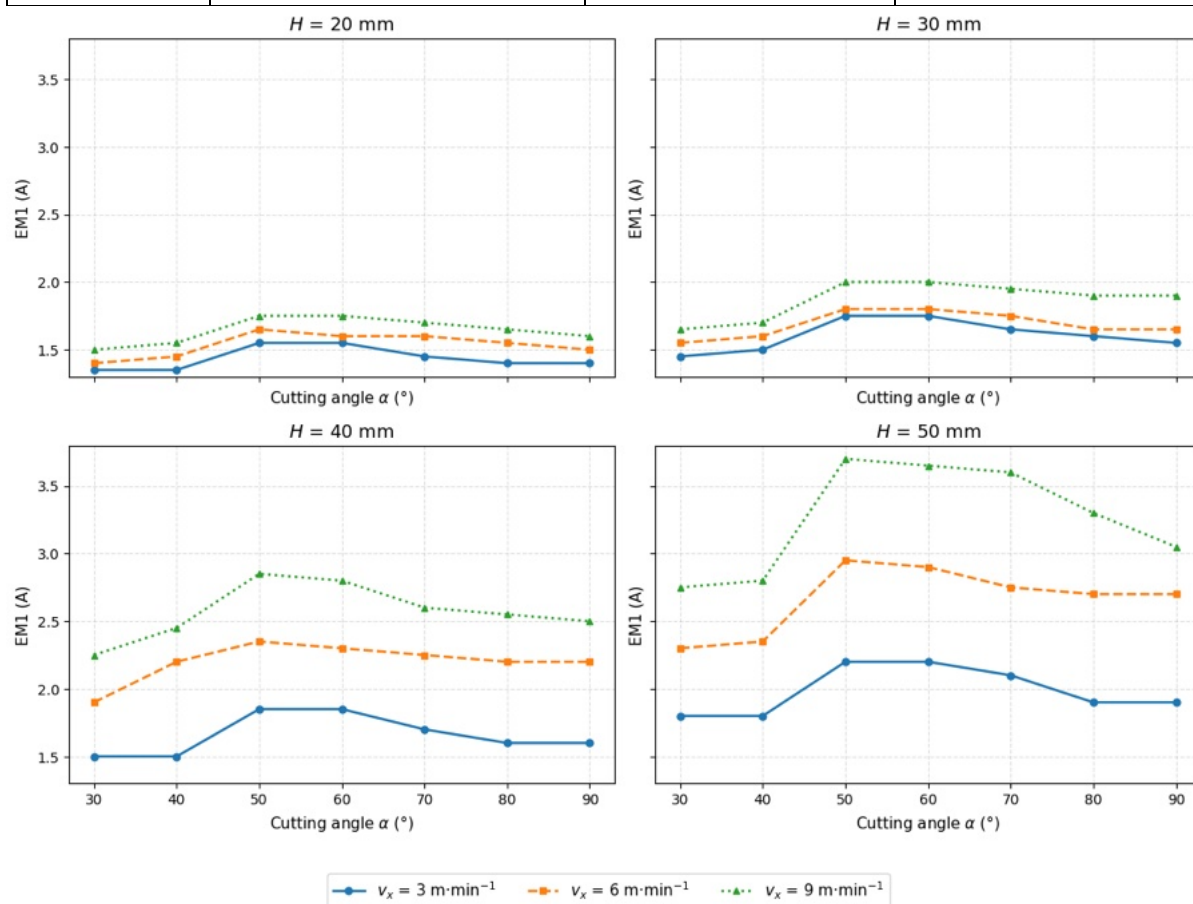 H = 20 mm
H = 30 mm
3.5
3.0
2.5
2.0
1.5
EM1 (A)
EM1 (A)
Cutting angle α (°)
Cutting angle α (°)
H = 40 mm
H = 50 mm
3.5
3.0
2.5
2.0
1.5
EM1 (A)
EM1 (A)
30 40 50 60 70 80 90
30 40 50 60 70 80 90
Cutting angle α (°)
Cutting angle α (°)
vₓ = 3 m·min⁻¹ vₓ = 6 m·min⁻¹ vₓ = 9 m·min⁻¹